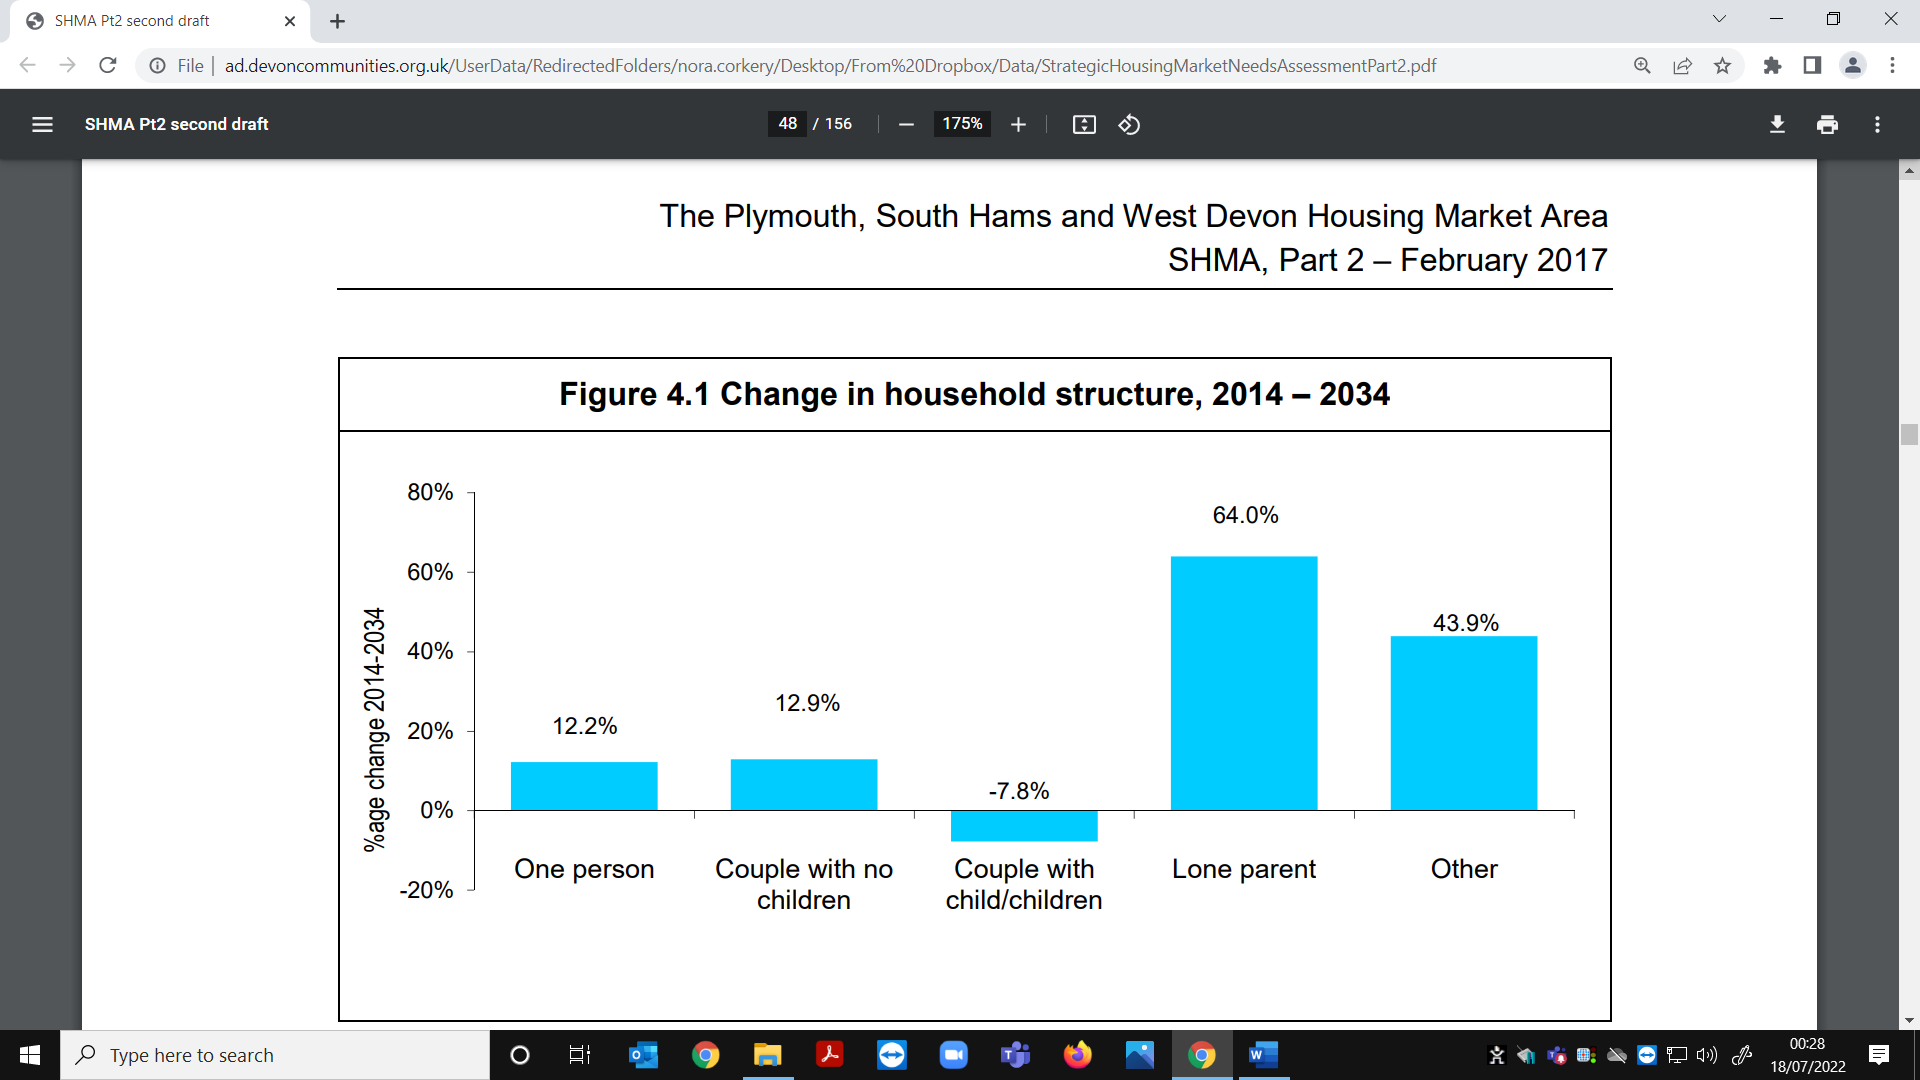 SHMA Pt2 second draft
File
ad.devoncommunities.org.uk/UserData/RedirectedFolders/nora.corkery/Desktop/From%20Dropbox/Data/StrategicHousingMarketNeedsAssessmentPart2.pdf
SHMA Pt2 second draft
48 / 156
175%
The Plymouth, South Hams and West Devon Housing Market Area
SHMA, Part 2 – February 2017
Figure 4.1 Change in household structure, 2014 – 2034
%age change 2014-2034
80%
60%
40%
20%
0%
-20%
12.2%
12.9%
-7.8%
64.0%
43.9%
One person
Couple with no
children
Couple with
child/children
Lone parent
Other
Type here to search
00:28
18/07/2022